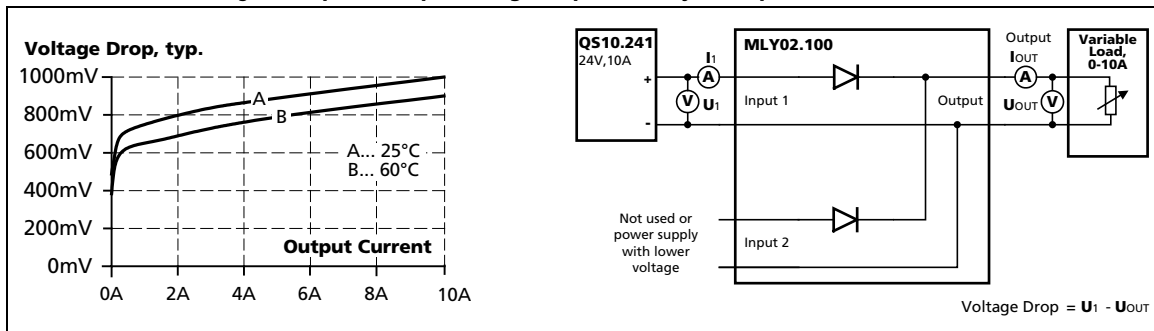 Voltage Drop, typ.
1000mV
800mV
600mV
400mV
200mV
0mV
A
B
A... 25°C
B... 60°C
Output Current
0A 2A 4A 6A 8A 10A
QS10.241
24V,10A
+
-
I1
A
V U1
MLY02.100
Input 1
Output
Input 2
Not used or
power supply
with lower
voltage
Output
IOUT
A
UOUT V
Variable
Load,
0-10A
Voltage Drop = U1 - UOUT